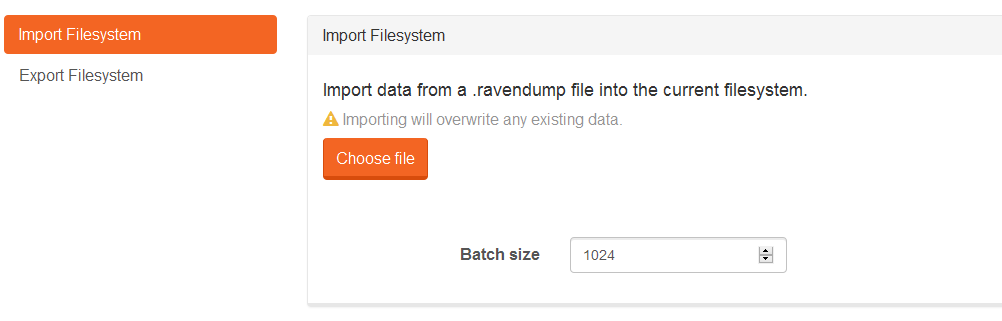 Import Filesystem
Export Filesystem
Import Filesystem
Import data from a .ravendump file into the current filesystem.
Importing will overwrite any existing data.
Choose file
Batch size 1024